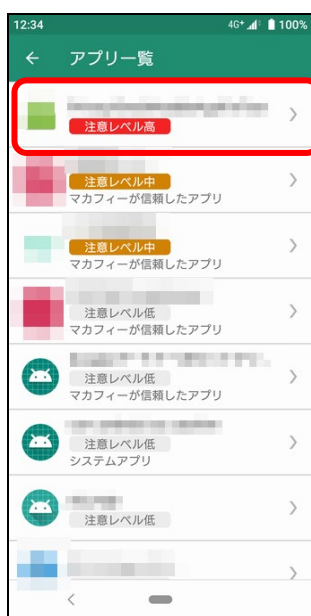 12:34 4G+ 100%
アプリ一覧
注意レベル高
注意レベル中
マカフィーが信頼したアプリ
注意レベル中
マカフィーが信頼したアプリ
注意レベル低
マカフィーが信頼したアプリ
注意レベル低
マカフィーが信頼したアプリ
注意レベル低
システムアプリ
注意レベル低